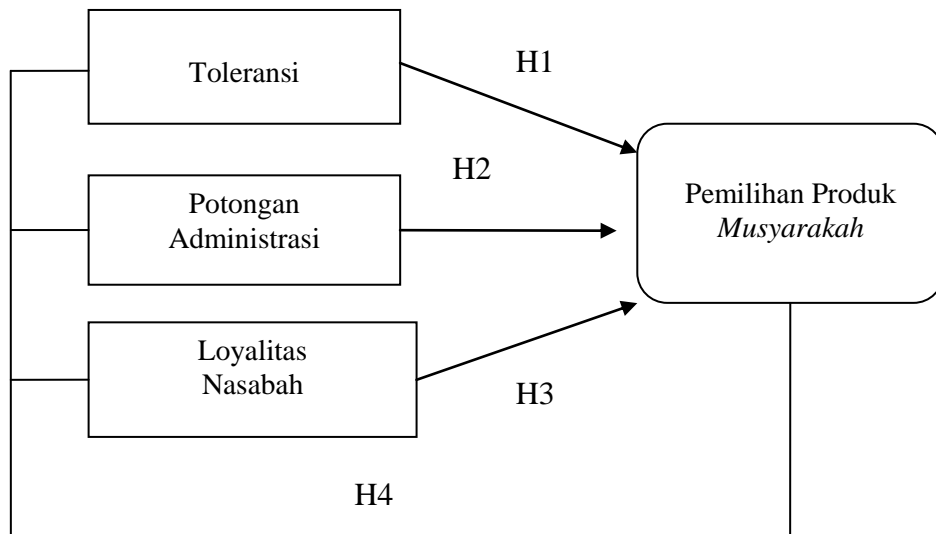 Toleransi
H1
H2
Potongan
Administrasi
Pemilihan Produk
Musyarakah
Loyalitas
Nasabah
H3
H4